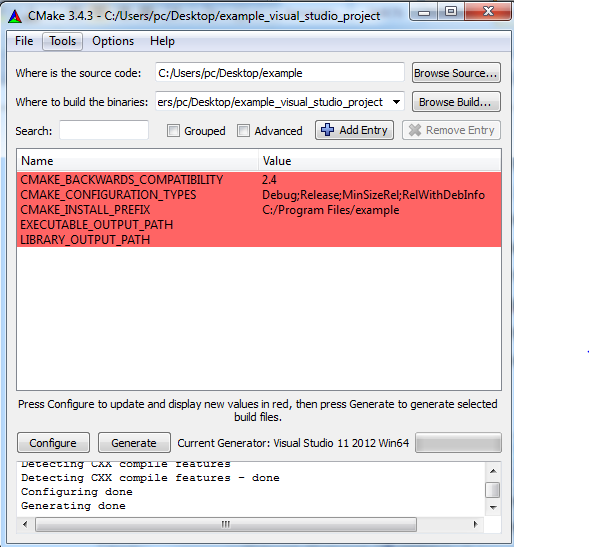 CMake 3.4.3 - C:/Users/pc/Desktop/example_visual_studio_project
File Tools Options Help
Where is the source code: C:/Users/pc/Desktop/example Browse Source...
Where to build the binaries: ers/pc/Desktop/example_visual_studio_project Browse Build...
Search: Grouped Advanced Add Entry Remove Entry
Name Value
CMAKE_BACKWARDS_COMPATIBILITY 2.4
CMAKE_CONFIGURATION_TYPES Debug;Release;MinSizeRel;RelWithDebInfo
CMAKE_INSTALL_PREFIX C:/Program Files/example
EXECUTABLE_OUTPUT_PATH
LIBRARY_OUTPUT_PATH
Press Configure to update and display new values in red, then press Generate to generate selected
build files.
Configure Generate Current Generator: Visual Studio 11 2012 Win64
Detecting CXX compile features
Detecting CXX compile features - done
Configuring done
Generating done